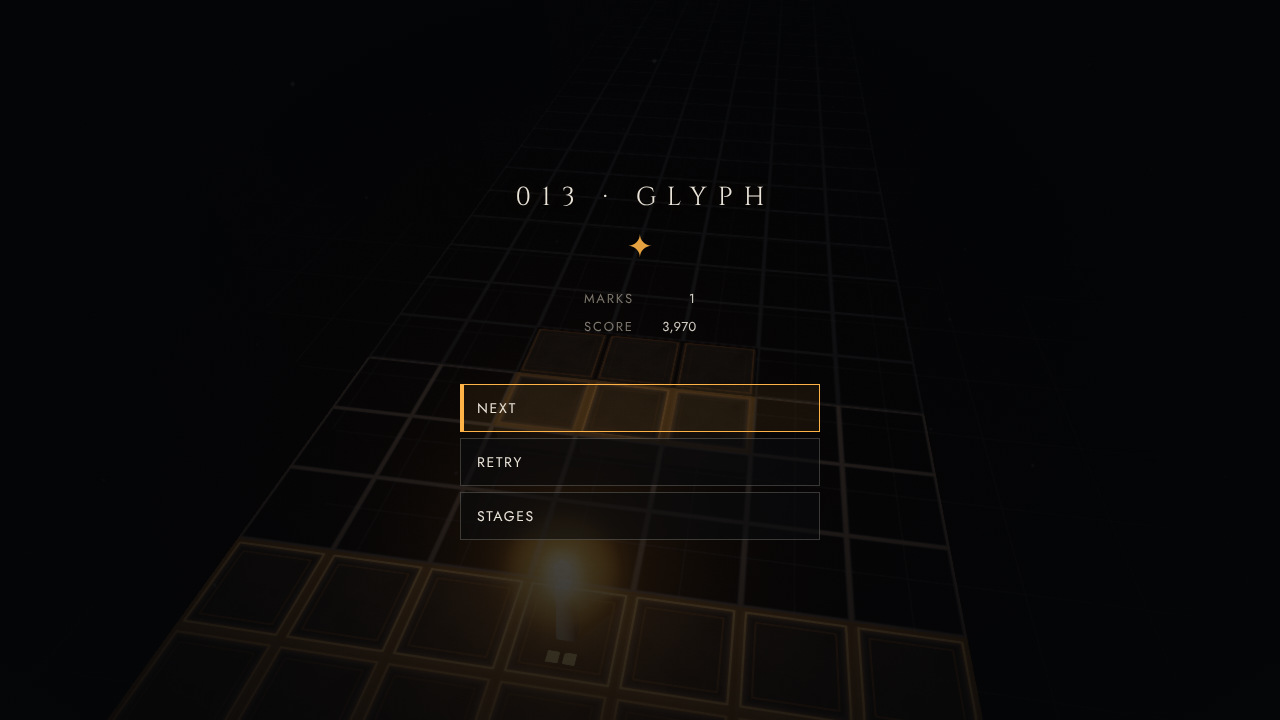 013 · GLYPH
MARKS 1
SCORE 3,970
NEXT
RETRY
STAGES